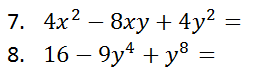 7. 4x² – 8xy + 4y² =
8. 16 – 9y⁴ + y⁸ =